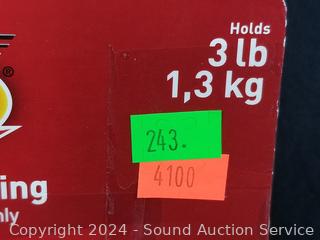 Holds
3 lb
1,3 kg
®
243.
4100
ing
nly
Copyright 2024 - Sound Auction Service